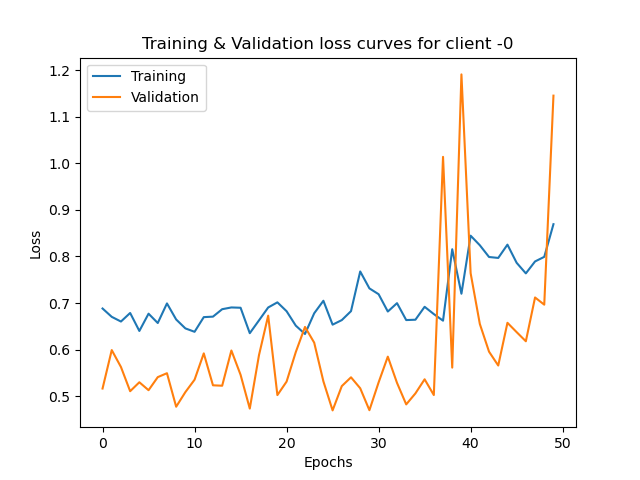 Training & Validation loss curves for client -0
Training
Validation
Loss
1.2
1.1
1.0
0.9
0.8
0.7
0.6
0.5
0 10 20 30 40 50
Epochs